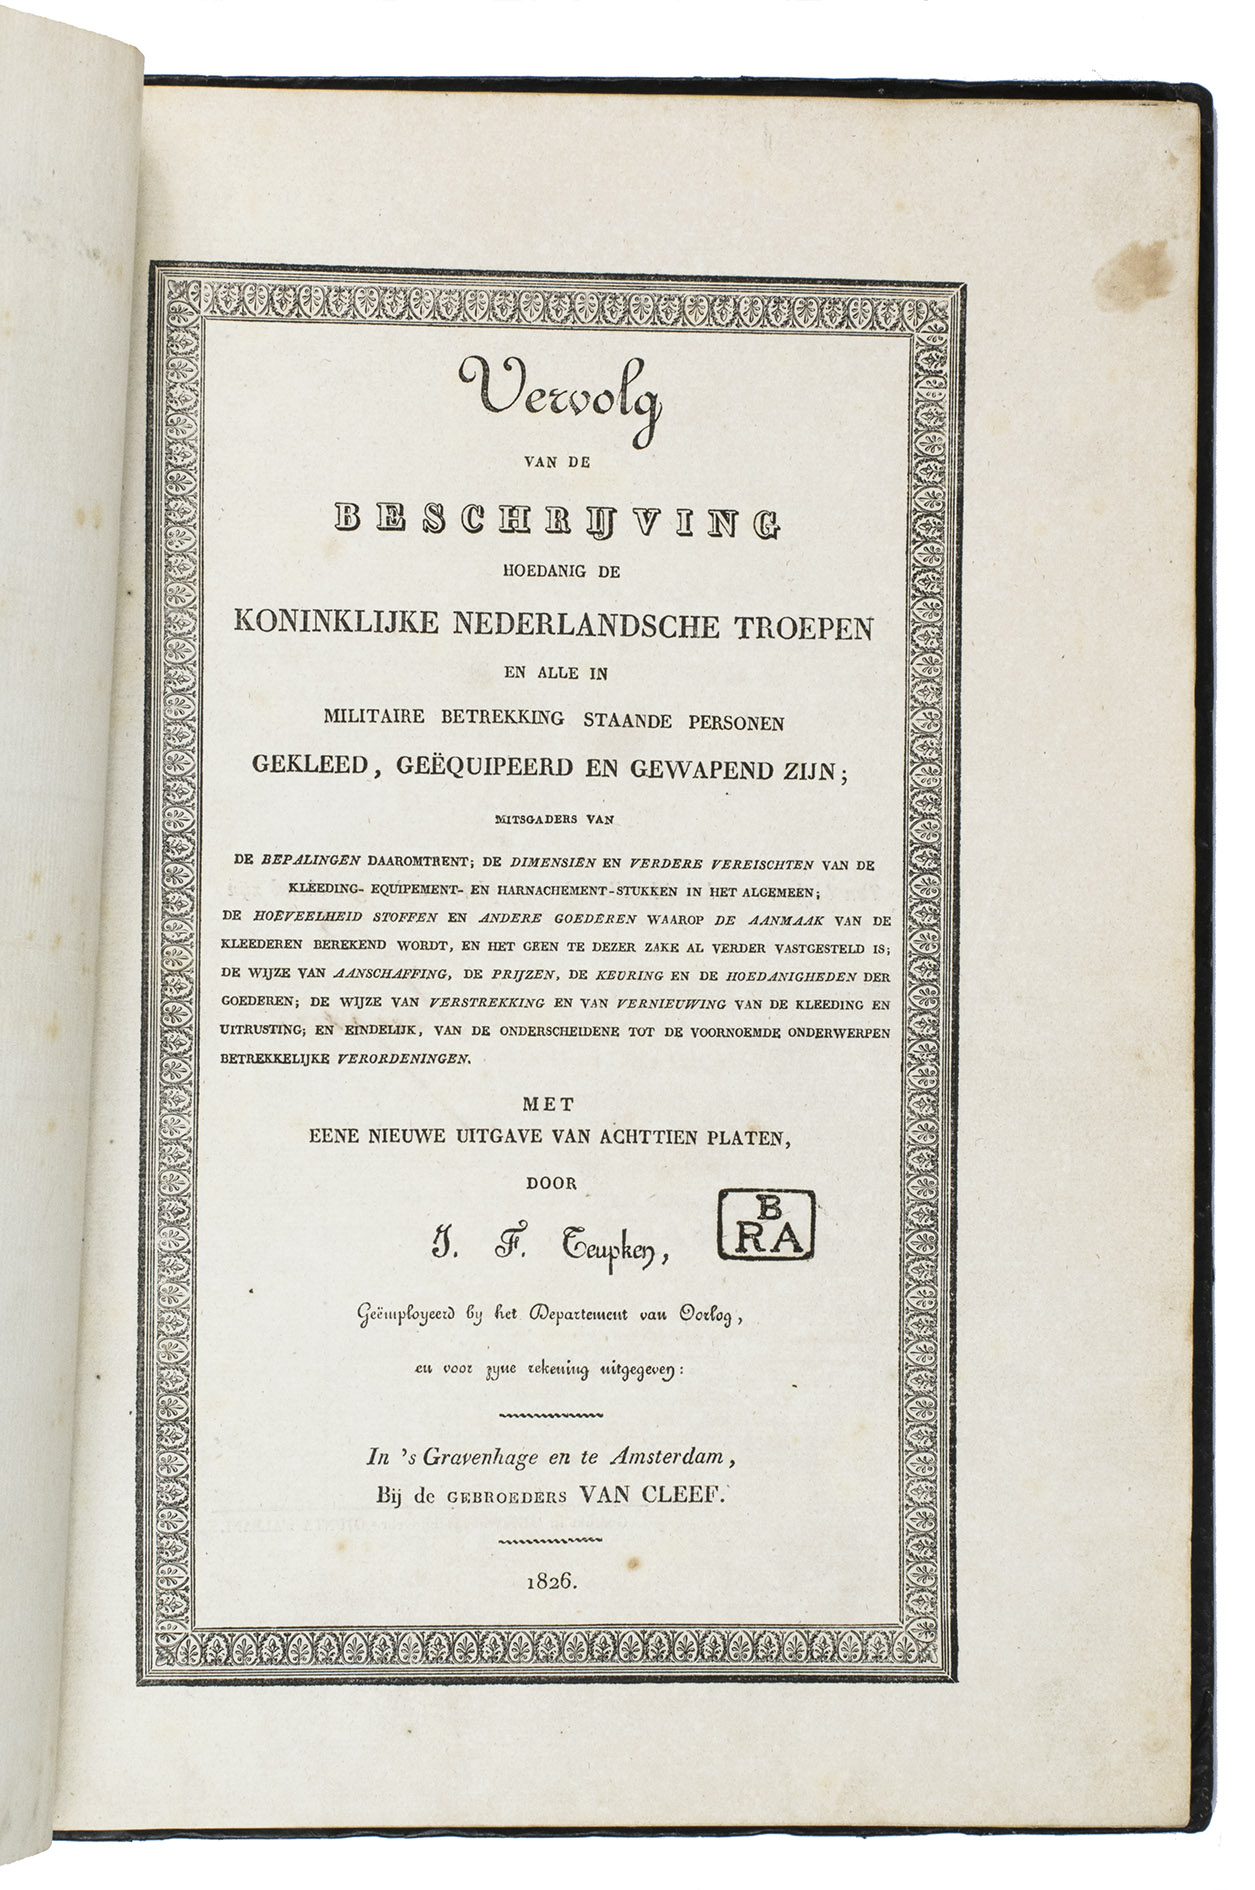 Vervolg
VAN DE
BESCHRIJVING
HOEDANIG DE
KONINKLIJKE NEDERLANDSCHE TROEPEN
EN ALLE IN
MILITAIRE BETREKKING STAANDE PERSONEN
GEKLEED, GEËQUIPEERD EN GEWAPEND ZIJN;
MITSGADERS VAN
DE BEPALINGEN DAAROMTRENT; DE DIMENSIËN EN VERDERE VEREISCHTEN VAN DE
KLEEDING- EQUIPEMENT- EN HARNACHEMENT-STUKKEN IN HET ALGEMEEN;
DE HOEVEELHEID STOFFEN EN ANDERE GOEDEREN WAAROP DE AANMAAK VAN DE
KLEEDEREN BEREKEND WORDT, EN HET GEEN TE DEZER ZAKE AL VERDER VASTGESTELD IS;
DE WIJZE VAN AANSCHAFFING, DE PRIJZEN, DE KEURING EN DE HOEDANIGHEDEN DER
GOEDEREN; DE WIJZE VAN VERSTREKKING EN VAN VERNIEUWING VAN DE KLEEDING EN
UITRUSTING; EN EINDELIJK, VAN DE ONDERSCHEIDENE TOT DE VOORNOEMDE ONDERWERPEN
BETREKKELIJKE VERORDENINGEN.
MET
EENE NIEUWE UITGAVE VAN ACHTTIEN PLATEN,
DOOR
B
RA
J. F. Teupken,
Geëmployeerd by het Departement van Oorlog,
en voor zyne rekening uitgegeven:
In 's Gravenhage en te Amsterdam,
Bij de GEBROEDERS VAN CLEEF.
1826.